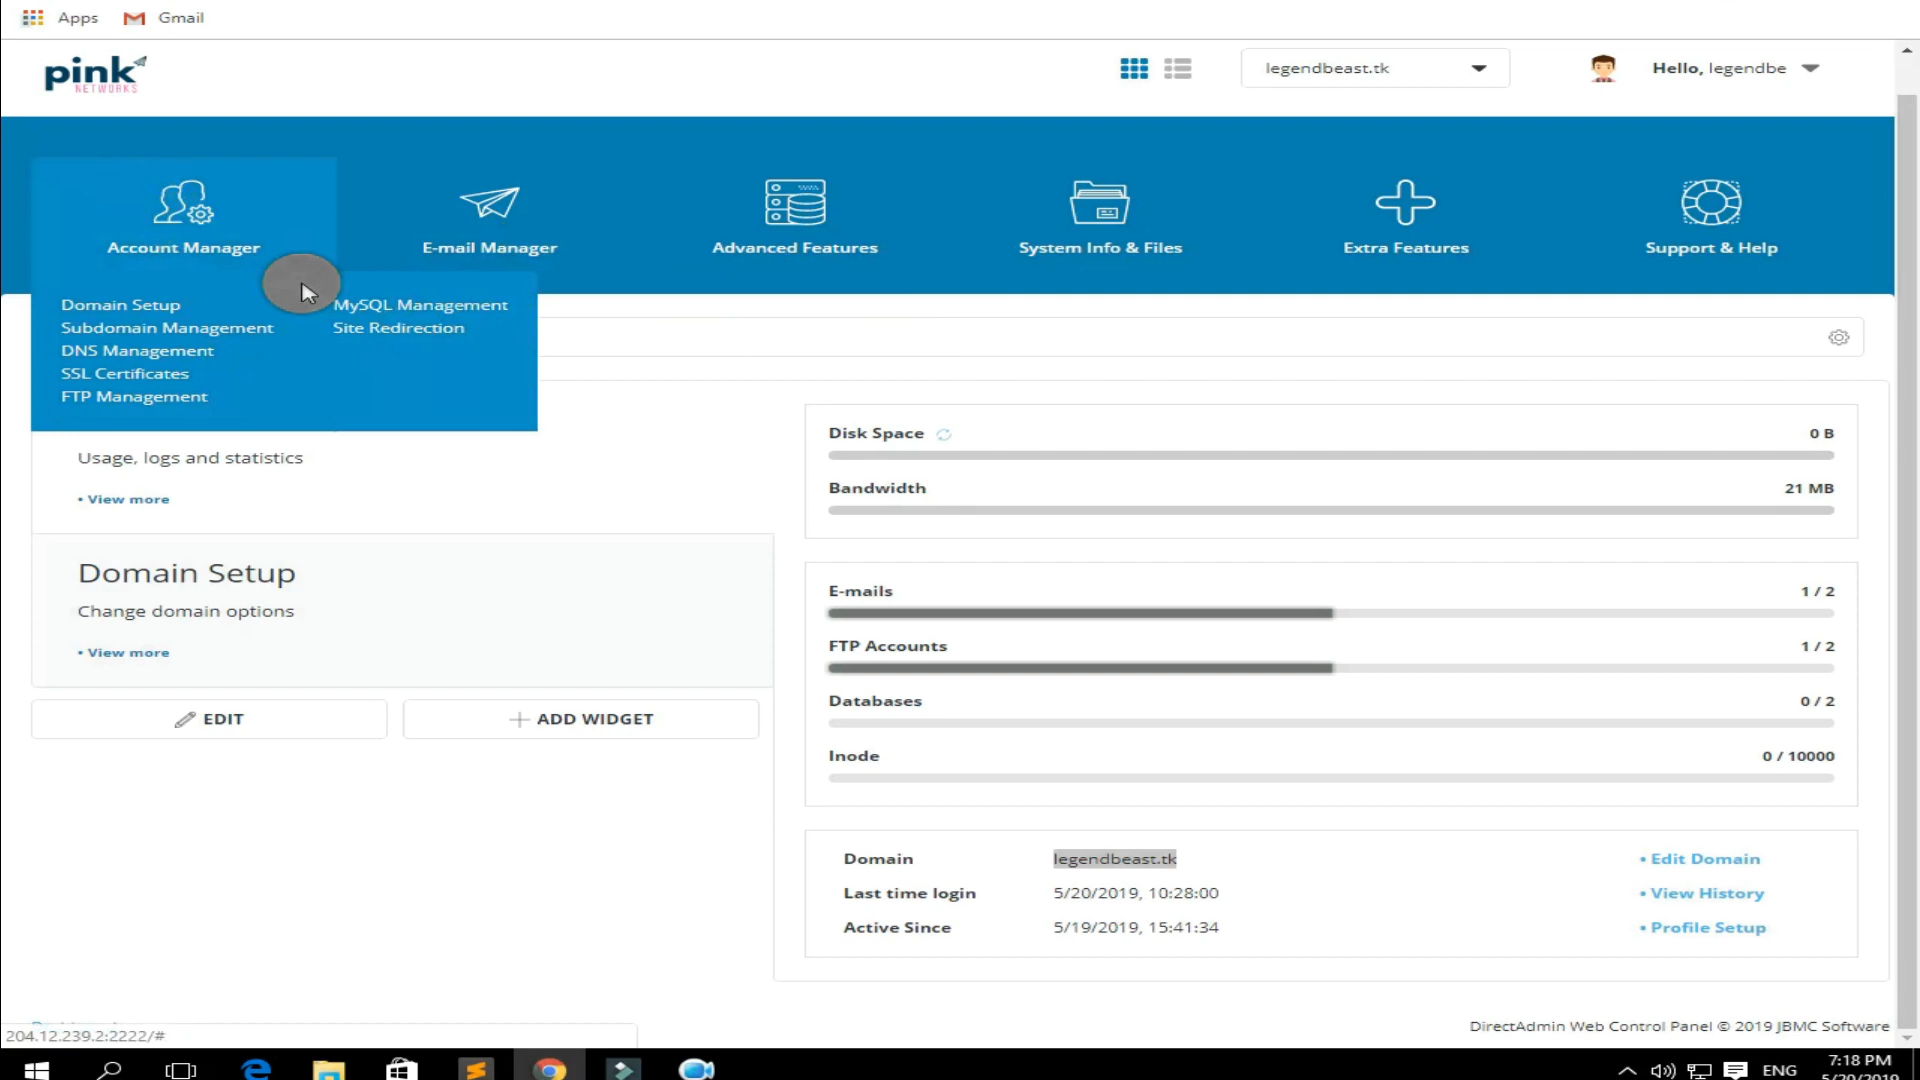 Apps Gmail
pink
NETWORKS
legendbeast.tk
Hello, legendbe
Account Manager
E-mail Manager
Advanced Features
System Info & Files
Extra Features
Support & Help
Domain Setup
Subdomain Management
DNS Management
SSL Certificates
FTP Management
MySQL Management
Site Redirection
Usage, logs and statistics
• View more
Domain Setup
Change domain options
• View more
EDIT
ADD WIDGET
Disk Space 0 B
Bandwidth 21 MB
E-mails 1 / 2
FTP Accounts 1 / 2
Databases 0 / 2
Inode 0 / 10000
Domain legendbeast.tk • Edit Domain
Last time login 5/20/2019, 10:28:00 • View History
Active Since 5/19/2019, 15:41:34 • Profile Setup
DirectAdmin Web Control Panel © 2019 JBMC Software
204.12.239.2:2222/#
ENG
7:18 PM
5/20/2019